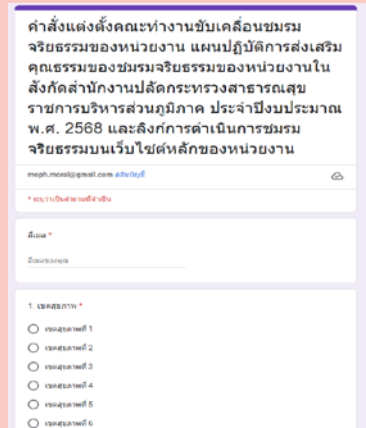 คำสั่งแต่งตั้งคณะทำงานขับเคลื่อนชมรม
จริยธรรมของหน่วยงาน แผนปฏิบัติการส่งเสริม
คุณธรรมของชมรมจริยธรรมของหน่วยงานใน
สังกัดสำนักงานปลัดกระทรวงสาธารณสุข
ราชการบริหารส่วนภูมิภาค ประจำปีงบประมาณ
พ.ศ. 2568 และลิงก์การดำเนินการชมรม
จริยธรรมบนเว็บไซต์หลักของหน่วยงาน
moph.moral@gmail.com สลับบัญชี
* ระบุว่าเป็นคำถามที่จำเป็น
อีเมล *
อีเมลของคุณ
1. เขตสุขภาพ *
เขตสุขภาพที่ 1
เขตสุขภาพที่ 2
เขตสุขภาพที่ 3
เขตสุขภาพที่ 4
เขตสุขภาพที่ 5
เขตสุขภาพที่ 6